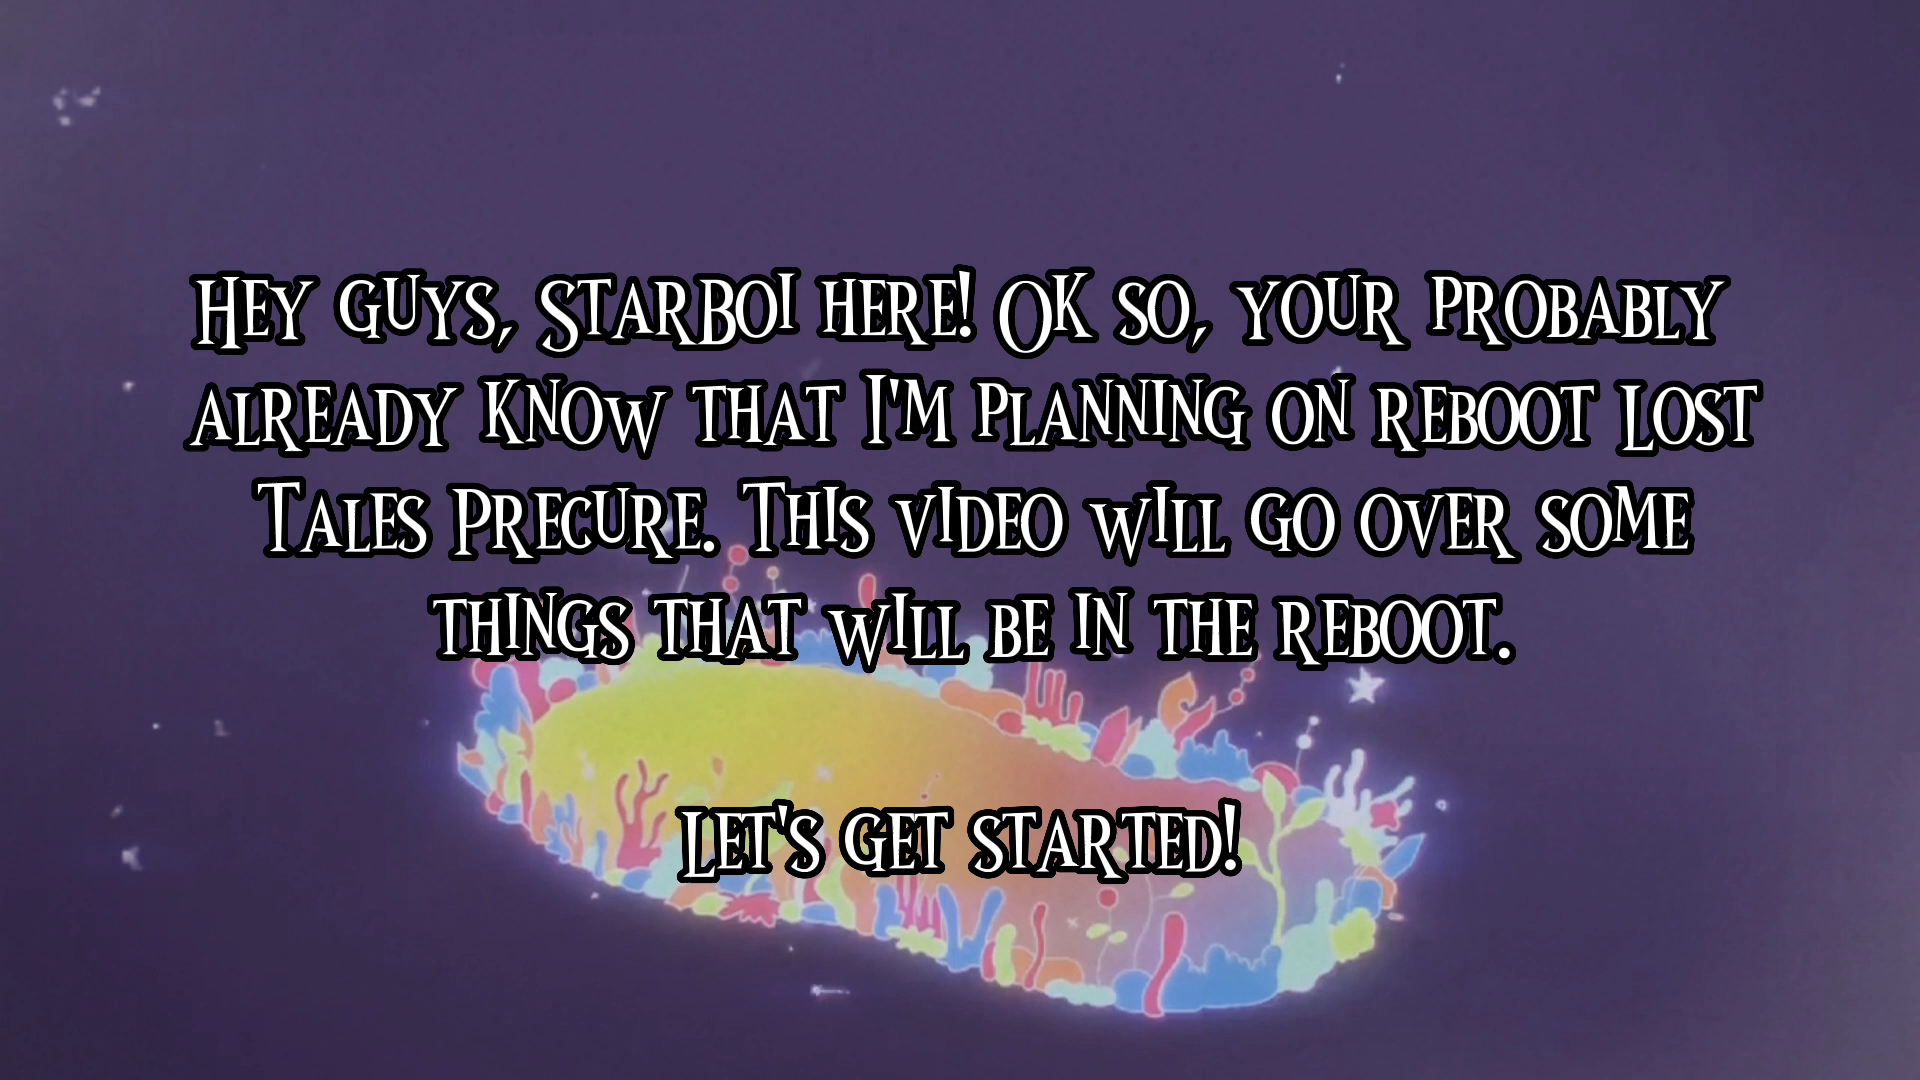 Hey guys, StarBoi here! Ok so, your probably
already know that I'm planning on reboot Lost
Tales Precure. This video will go over some
things that will be in the reboot.
Let's get started!